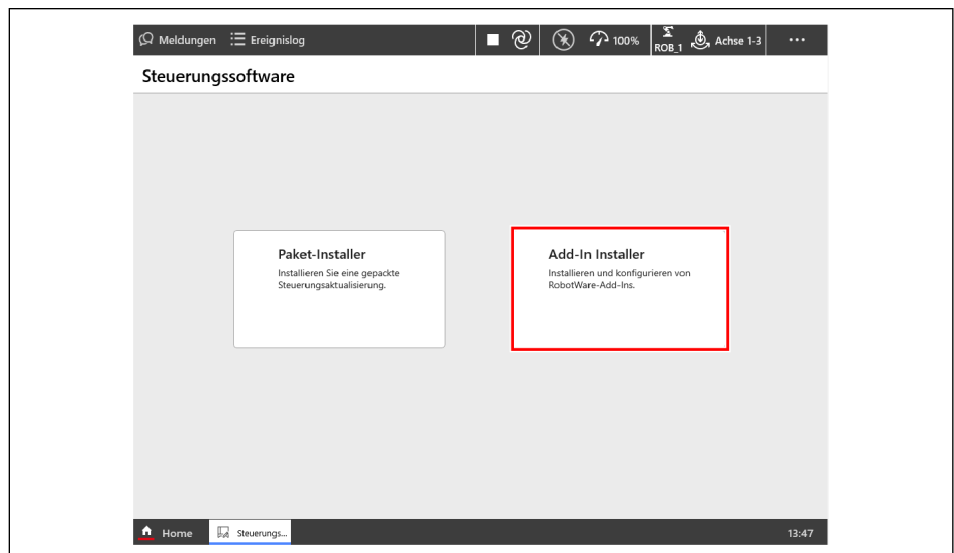 Meldungen Ereignislog 100% ROB_1 Achse 1-3
Steuerungssoftware
Paket-Installer
Installieren Sie eine gepackte
Steuerungsaktualisierung.
Add-In Installer
Installieren und konfigurieren von
RobotWare-Add-Ins.
Home Steuerungs... 13:47